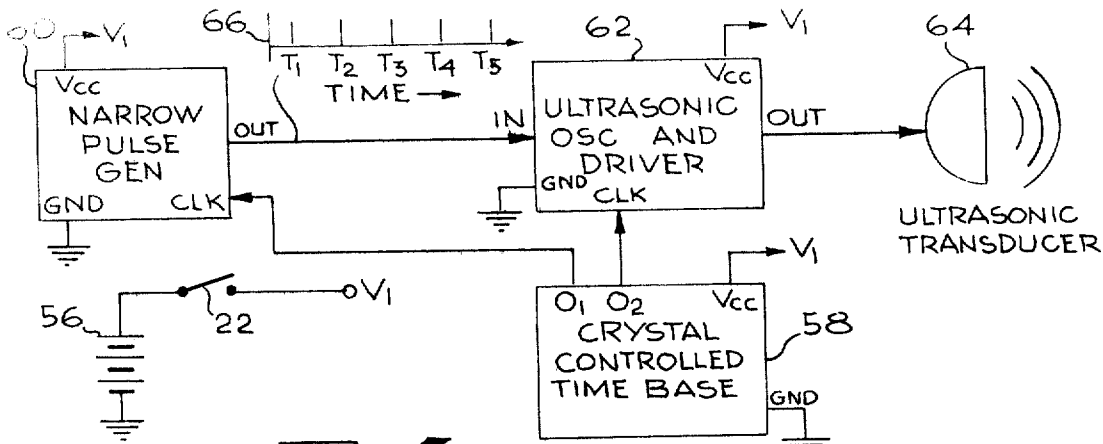 66
T1 T2 T3 T4 T5
TIME
62
V1
64
V1
VCC
NARROW
PULSE
GEN
OUT
GND
CLK
IN
VCC
ULTRASONIC
OSC AND
DRIVER
OUT
GND
CLK
ULTRASONIC
TRANSDUCER
56
22
V1
V1
O1 O2 VCC
CRYSTAL
CONTROLLED
TIME BASE
GND
58